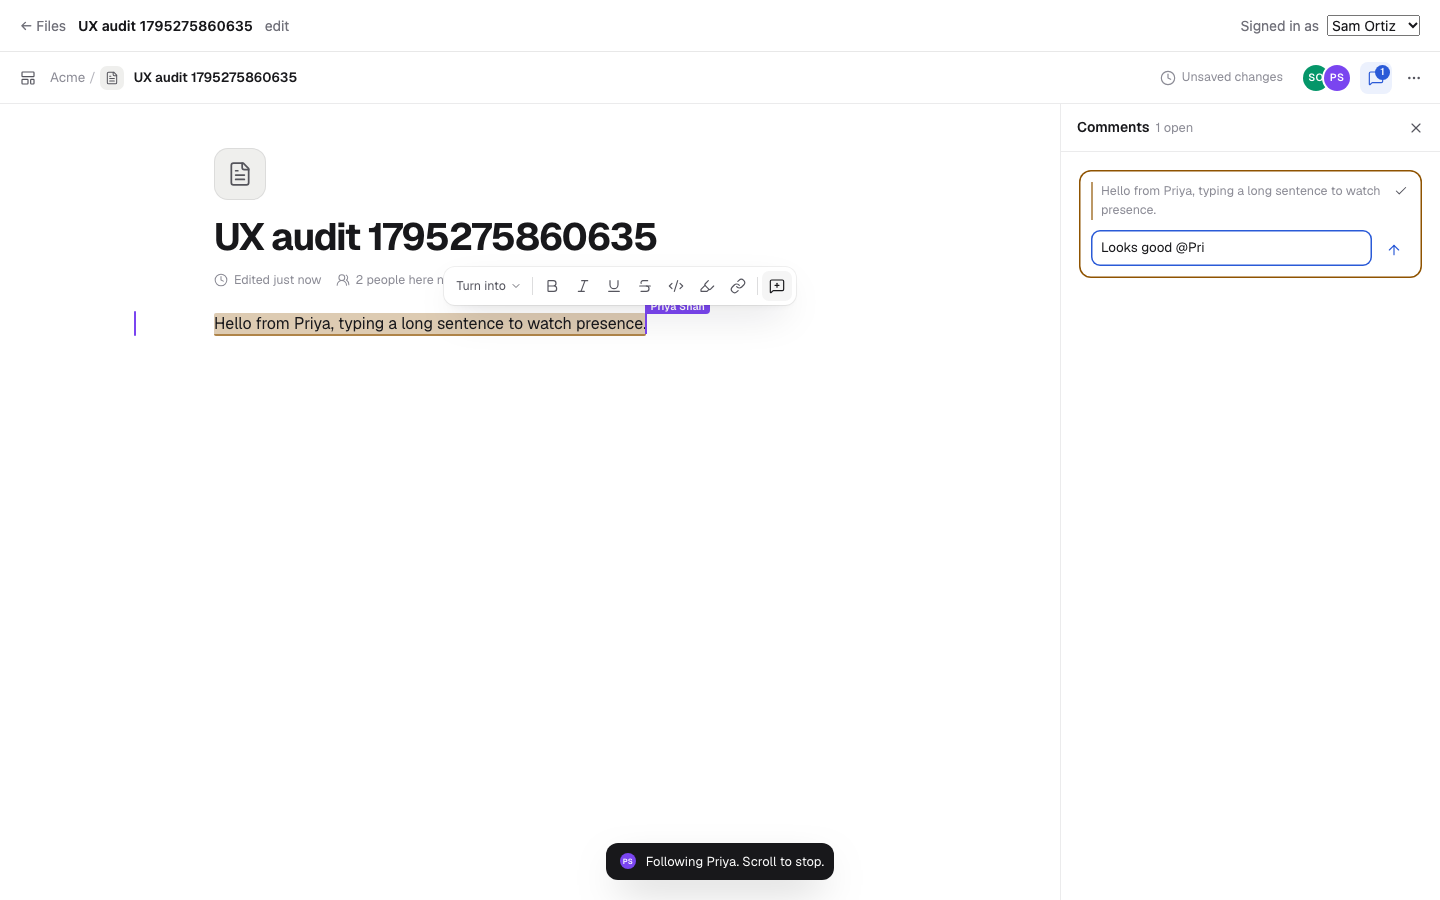 ← Files UX audit 1795275860635 edit Signed in as Sam Ortiz
Acme / UX audit 1795275860635 Unsaved changes SO PS 1
Comments 1 open
Hello from Priya, typing a long sentence to watch
presence.
Looks good @Pri
UX audit 1795275860635
Edited just now 2 people here
Turn into
Priya Shah
Hello from Priya, typing a long sentence to watch presence.
PS Following Priya. Scroll to stop.